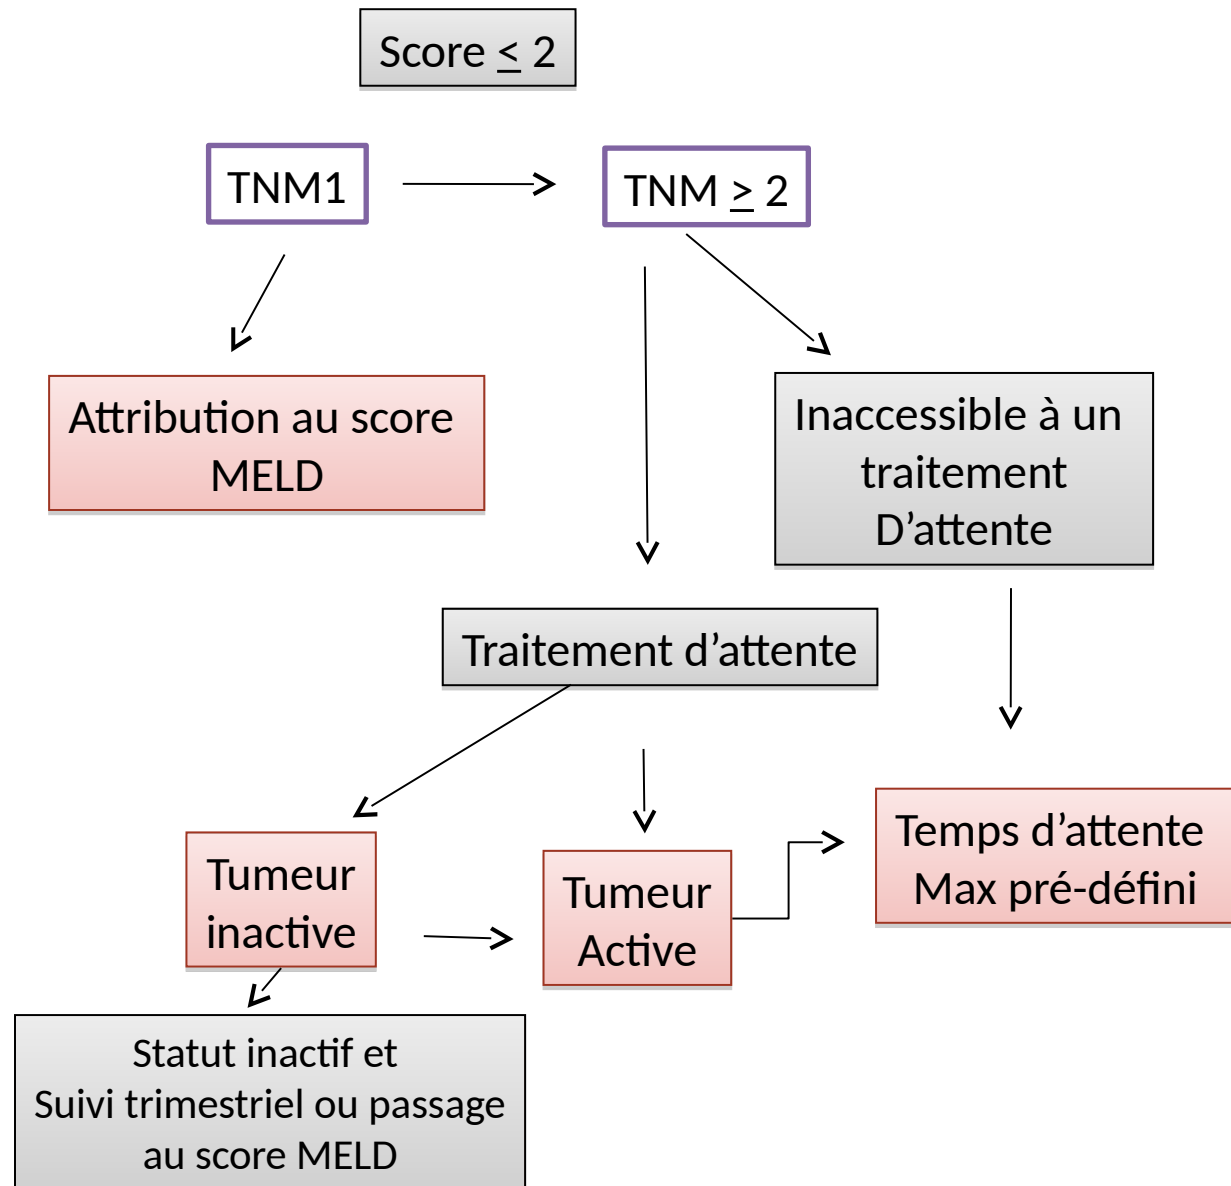 Score ≤ 2
TNM1
TNM ≥ 2
Attribution au score
MELD
Inaccessible à un
traitement
D’attente
Traitement d’attente
Tumeur
inactive
Tumeur
Active
Temps d’attente
Max pré-défini
Statut inactif et
Suivi trimestriel ou passage
au score MELD